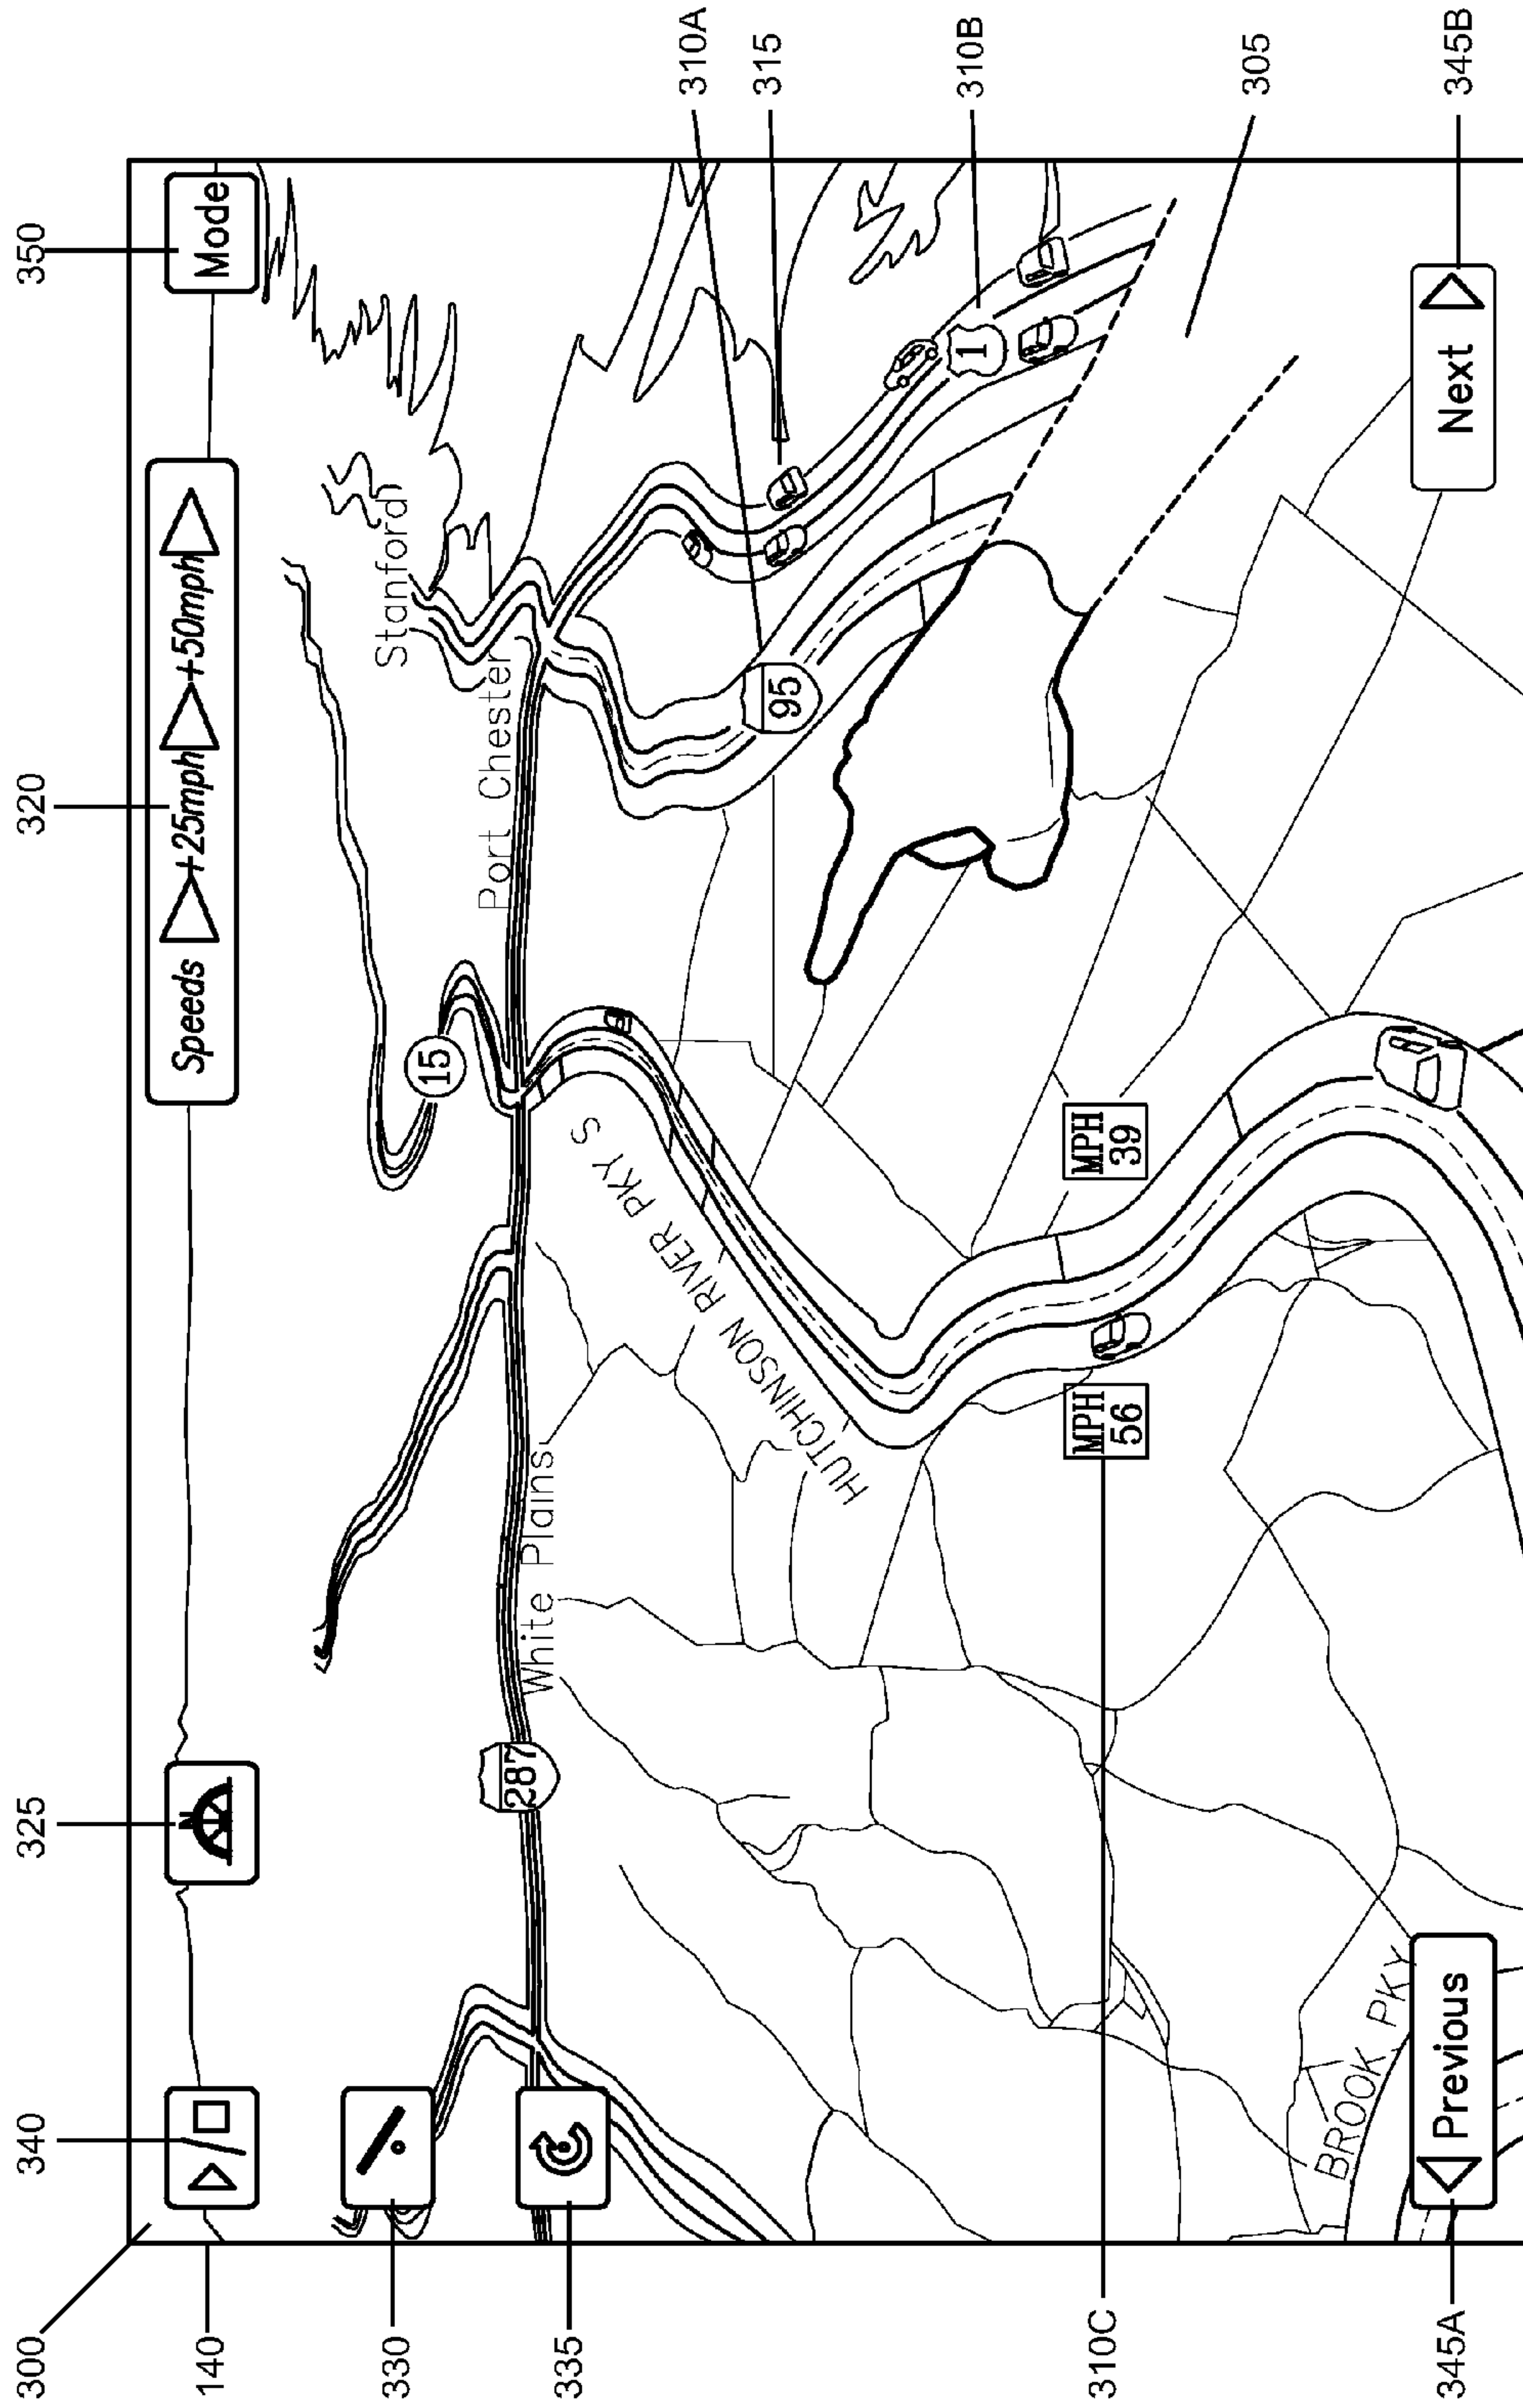 300
140
340
325
320
350
Speeds +25mph +50mph
Mode
N
330
335
15
Stanford
Port Chester
White Plains
287
HUTCHINSON RIVER PKY S
95
1
310A
315
310B
305
310C
MPH
56
MPH
39
BROOK PKY
345A
Previous
Next
345B